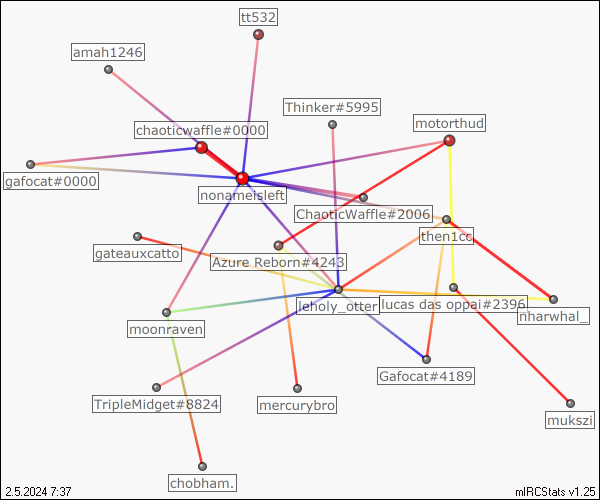 tt532
amah1246
Thinker#5995
chaoticwaffle#0000
motorthud
gafocat#0000
nonameisleft
ChaoticWaffle#2006
then1cc
gateauxcatto
Azure Reborn#4243
leholy_otter
lucas das oppai#2396
nharwhal_
moonraven
Gafocat#4189
TripleMidget#8824
mercurybro
mukszi
chobham.
2.5.2024 7:37
mIRCStats v1.25